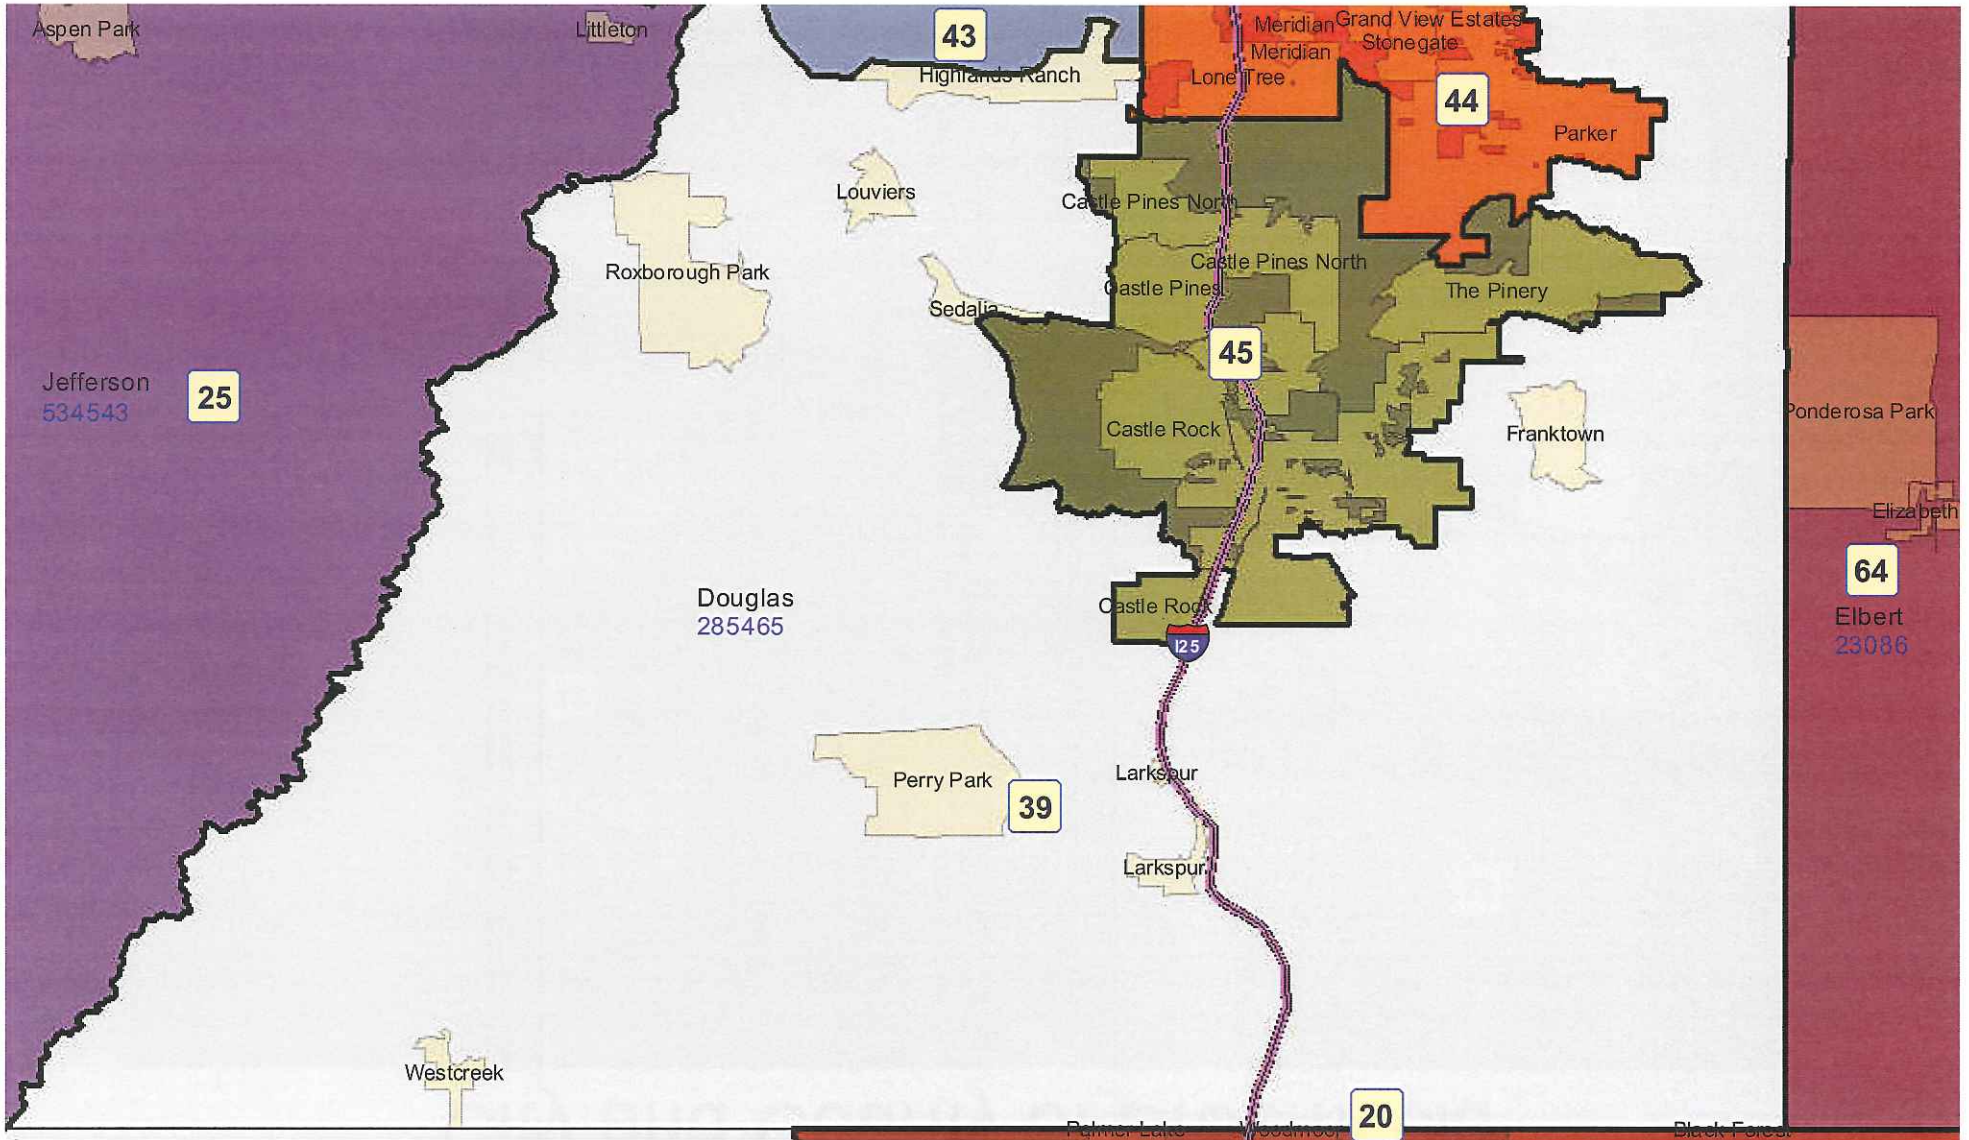 Aspen Park
Littleton
43
Meridian
Grand View Estates
Stonegate
Meridian
Highlands Ranch
Lone Tree
44
Parker
Louviers
Castle Pines North
Roxborough Park
Castle Pines North
Castle Pines
The Pinery
Sedalia
45
Jefferson
534543
25
Castle Rock
Franktown
Ponderosa Park
Elizabeth
64
Douglas
285465
Castle Rock
Elbert
23086
I25
Perry Park
39
Larkspur
Larkspur
Westcreek
20
Palmer Lake
Woodmoor
Black Forest